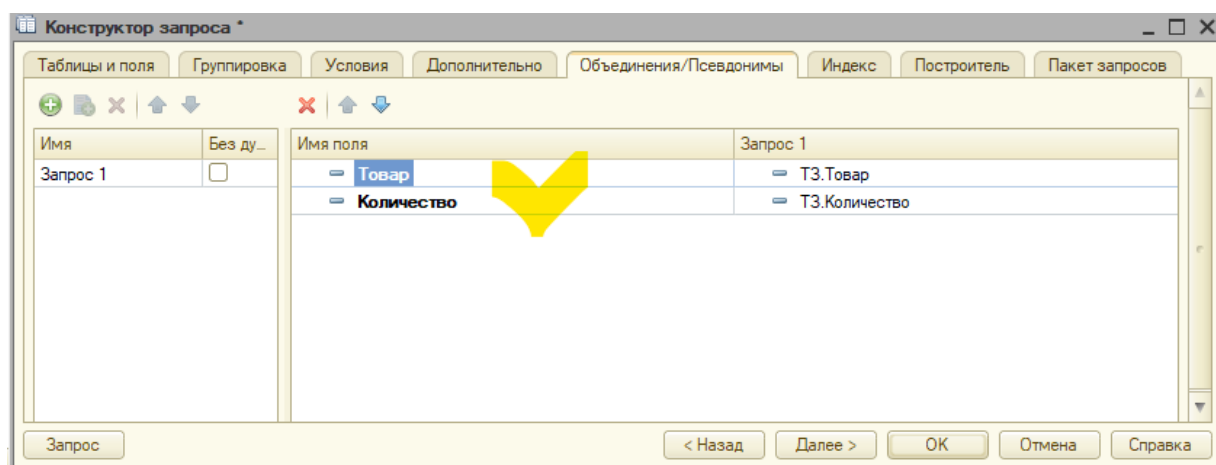 Конструктор запроса *
Таблицы и поля Группировка Условия Дополнительно Объединения/Псевдонимы Индекс Построитель Пакет запросов
Имя Без ду... Имя поля Запрос 1
Запрос 1 Товар ТЗ.Товар
Количество ТЗ.Количество
Запрос < Назад Далее > ОК Отмена Справка